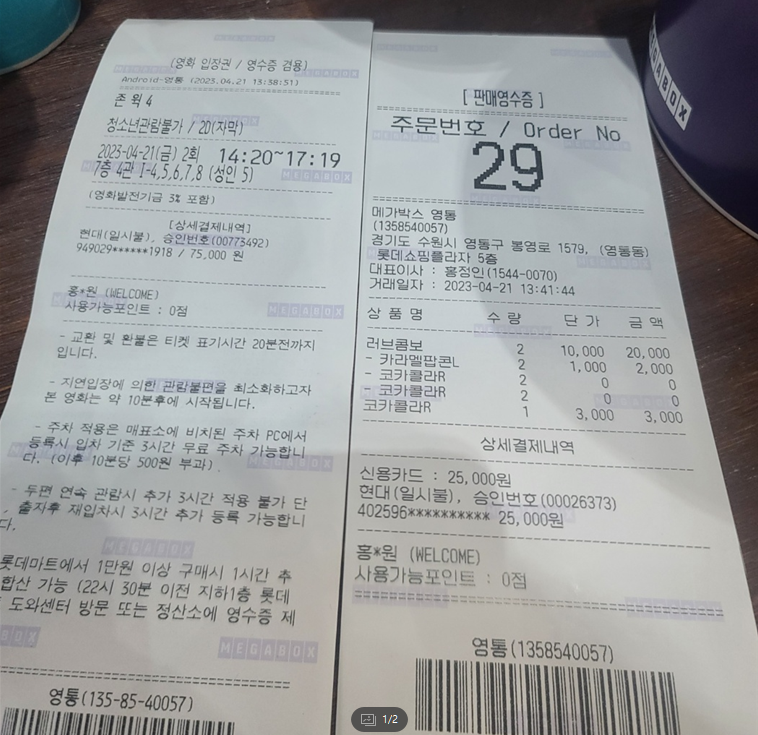 (영화 입장권 / 영수증 겸용)
Android-영통 (2023.04.21 13:38:51)
존 윅 4
청소년관람불가 / 2D(자막)
2023-04-21(금) 2회 14:20~17:19
7층 4관 I-4,5,6,7,8 (성인 5)
(영화발전기금 3% 포함)
[상세결제내역]
현대(일시불), 승인번호(00773492)
949029******1918 / 75,000 원
홍*원 (WELCOME)
사용가능포인트 : 0점
- 교환 및 환불은 티켓 표기시간 20분전까지
입니다.
- 지연입장에 의한 관람불편을 최소화하고자
본 영화는 약 10분후에 시작됩니다.
- 주차 적용은 매표소에 비치된 주차 PC에서
등록시 입차 기준 3시간 무료 주차 가능합니
다. (이후 10분당 500원 부과).
- 두편 연속 관람시 추가 3시간 적용 불가 단
, 출차후 재입차시 3시간 추가 등록 가능합니
다.
롯데마트에서 1만원 이상 구매시 1시간 추
합산 가능 (22시 30분 이전 지하1층 롯데
도와센터 방문 또는 정산소에 영수증 제
MEGABOX
영통(135-85-40057)
[ 판매영수증 ]
주문번호 / Order No
29
메가박스 영통
(1358540057)
경기도 수원시 영통구 봉영로 1579, (영통동)
롯데쇼핑플라자 5층
대표이사 : 홍정인(1544-0070)
거래일자 : 2023-04-21 13:41:44
상 품 명 수 량 단 가 금 액
러브콤보 2 10,000 20,000
- 카라멜팝콘L 2 1,000 2,000
- 코카콜라R 2 0 0
- 코카콜라R 2 0 0
코카콜라R 1 3,000 3,000
상세결제내역
신용카드 : 25,000원
현대(일시불), 승인번호(00026373)
402596********** 25,000원
홍*원 (WELCOME)
사용가능포인트 : 0점
영통(1358540057)
GABOX
1/2